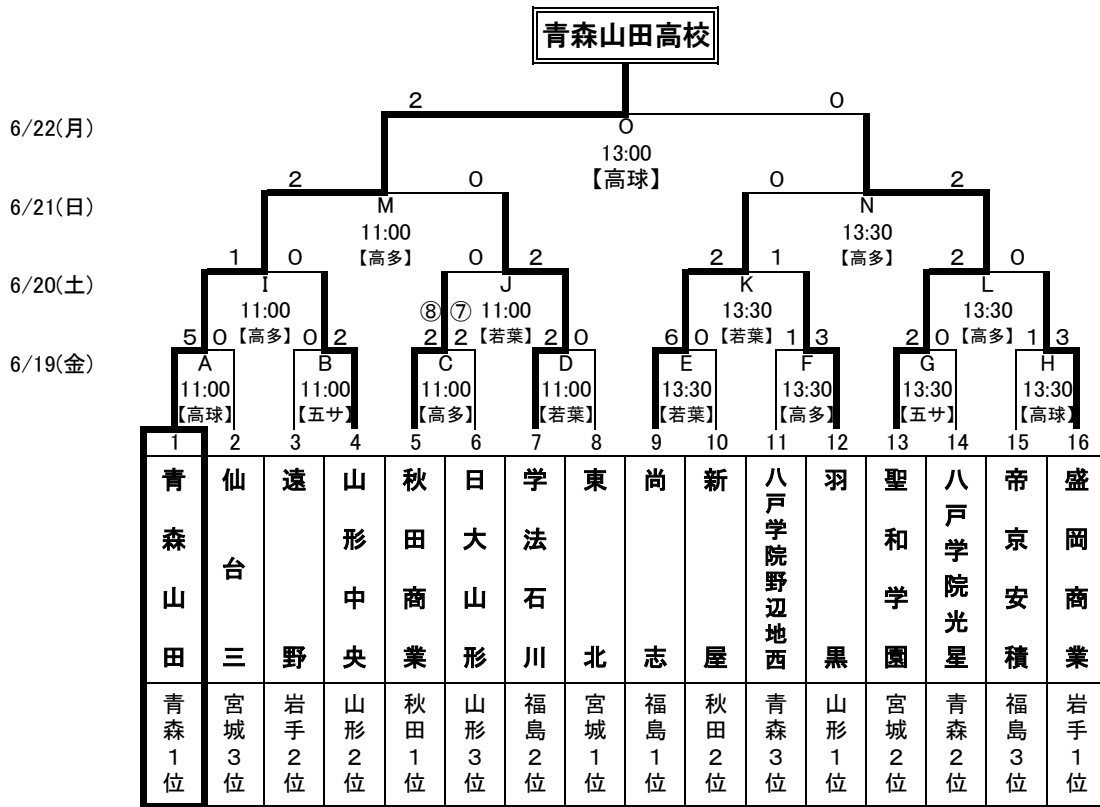 青森山田高校
2 0
6/22(月)
O
13:00
【高球】
2 0 0 2
6/21(日)
M N
11:00 13:30
【高多】 【高多】
1 0 0 2 2 1 2 0
6/20(土)
I J K L
11:00 11:00 13:30 13:30
【高多】 【若葉】 【若葉】 【高多】
⑧ ⑦
5 0 0 2 2 2 2 0 6 0 1 3 2 0 1 3
6/19(金)
A B C D E F G H
11:00 11:00 11:00 11:00 13:30 13:30 13:30 13:30
【高球】 【五サ】 【高多】 【若葉】 【若葉】 【高多】 【五サ】 【高球】
1 2 3 4 5 6 7 8 9 10 11 12 13 14 15 16
青森山田
仙台三
遠野
山形中央
秋田商業
日大山形
学法石川
東北
尚志
新屋
八戸学院野辺地西
羽黒
聖和学園
八戸学院光星
帝京安積
盛岡商業
青森1位
宮城3位
岩手2位
山形2位
秋田1位
山形3位
福島2位
宮城1位
福島1位
秋田2位
青森3位
山形1位
宮城2位
青森2位
福島3位
岩手1位